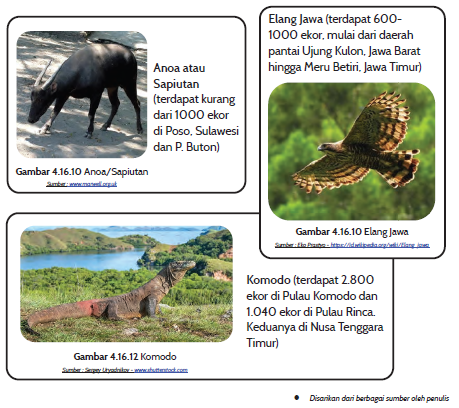 Anoa atau
Sapiutan
(terdapat kurang
dari 1000 ekor
di Poso, Sulawesi
dan P. Buton)
Gambar 4.16.10 Anoa/Sapiutan
Sumber : www.marwell.org.uk
Elang Jawa (terdapat 600-
1000 ekor, mulai dari daerah
pantai Ujung Kulon, Jawa Barat
hingga Meru Betiri, Jawa Timur)
Gambar 4.16.10 Elang Jawa
Sumber : Eko Prastyo - https://id.wikipedia.org/wiki/Elang_jawa
Komodo (terdapat 2.800
ekor di Pulau Komodo dan
1.040 ekor di Pulau Rinca.
Keduanya di Nusa Tenggara
Timur)
Gambar 4.16.12 Komodo
Sumber : Sergey Uryadnikov - www.shutterstock.com
• Disarikan dari berbagai sumber oleh penulis